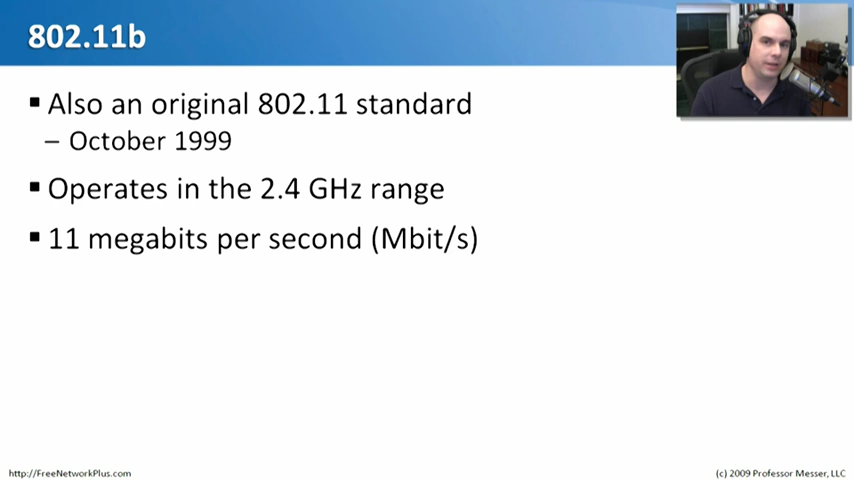 802.11b
▪ Also an original 802.11 standard
– October 1999
▪ Operates in the 2.4 GHz range
▪ 11 megabits per second (Mbit/s)
http://FreeNetworkPlus.com
(c) 2009 Professor Messer, LLC